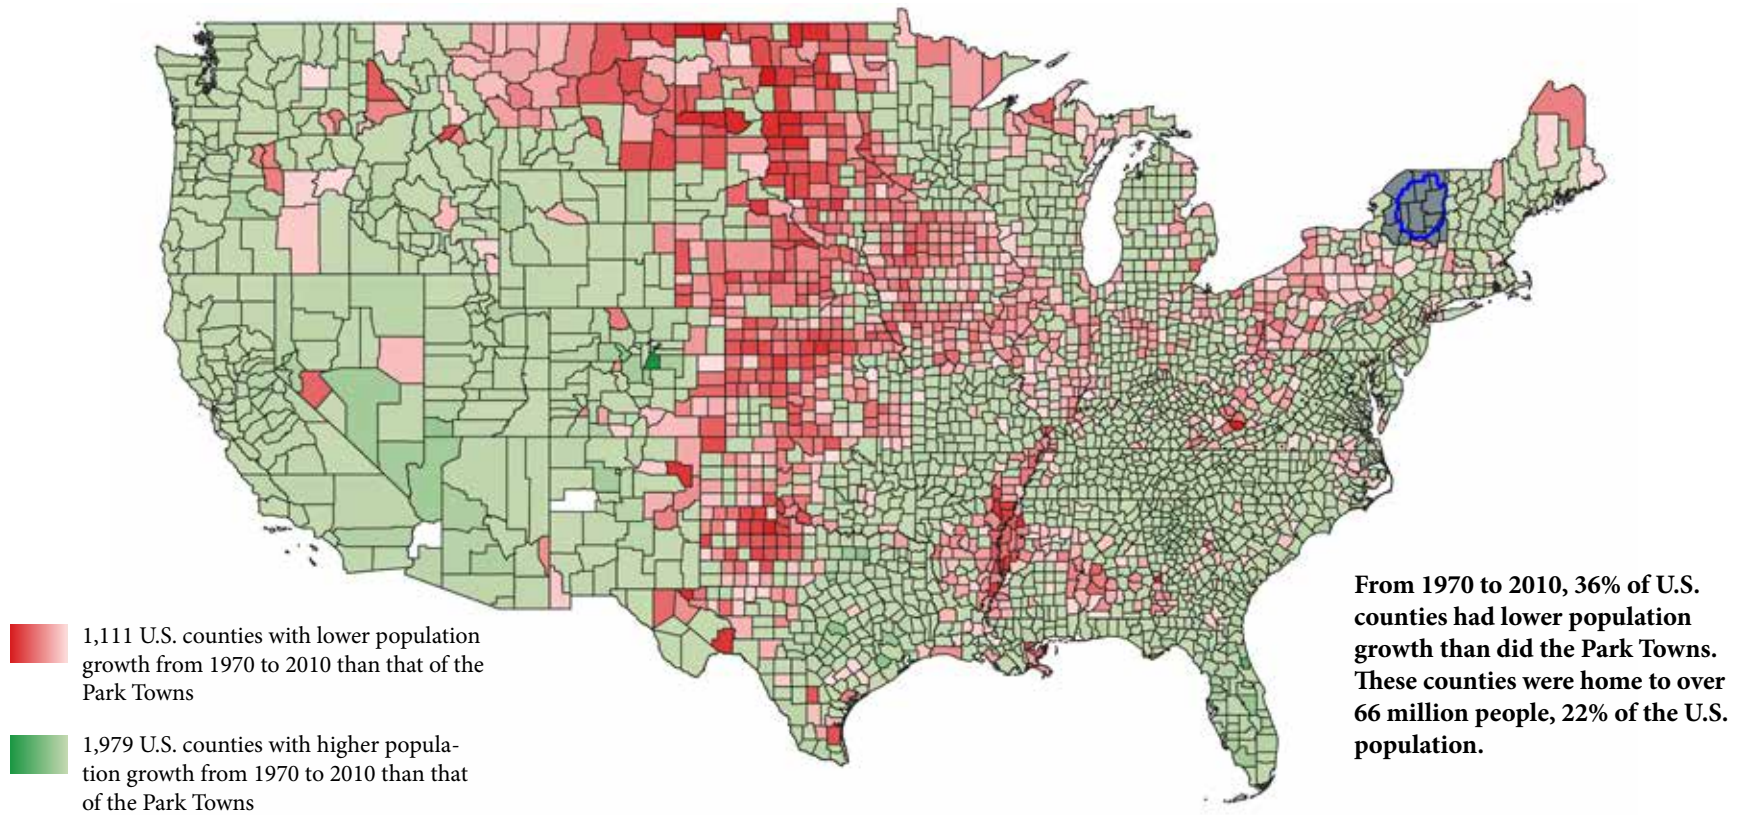 1,111 U.S. counties with lower population
growth from 1970 to 2010 than that of the
Park Towns
1,979 U.S. counties with higher popula-
tion growth from 1970 to 2010 than that
of the Park Towns
From 1970 to 2010, 36% of U.S.
counties had lower population
growth than did the Park Towns.
These counties were home to over
66 million people, 22% of the U.S.
population.